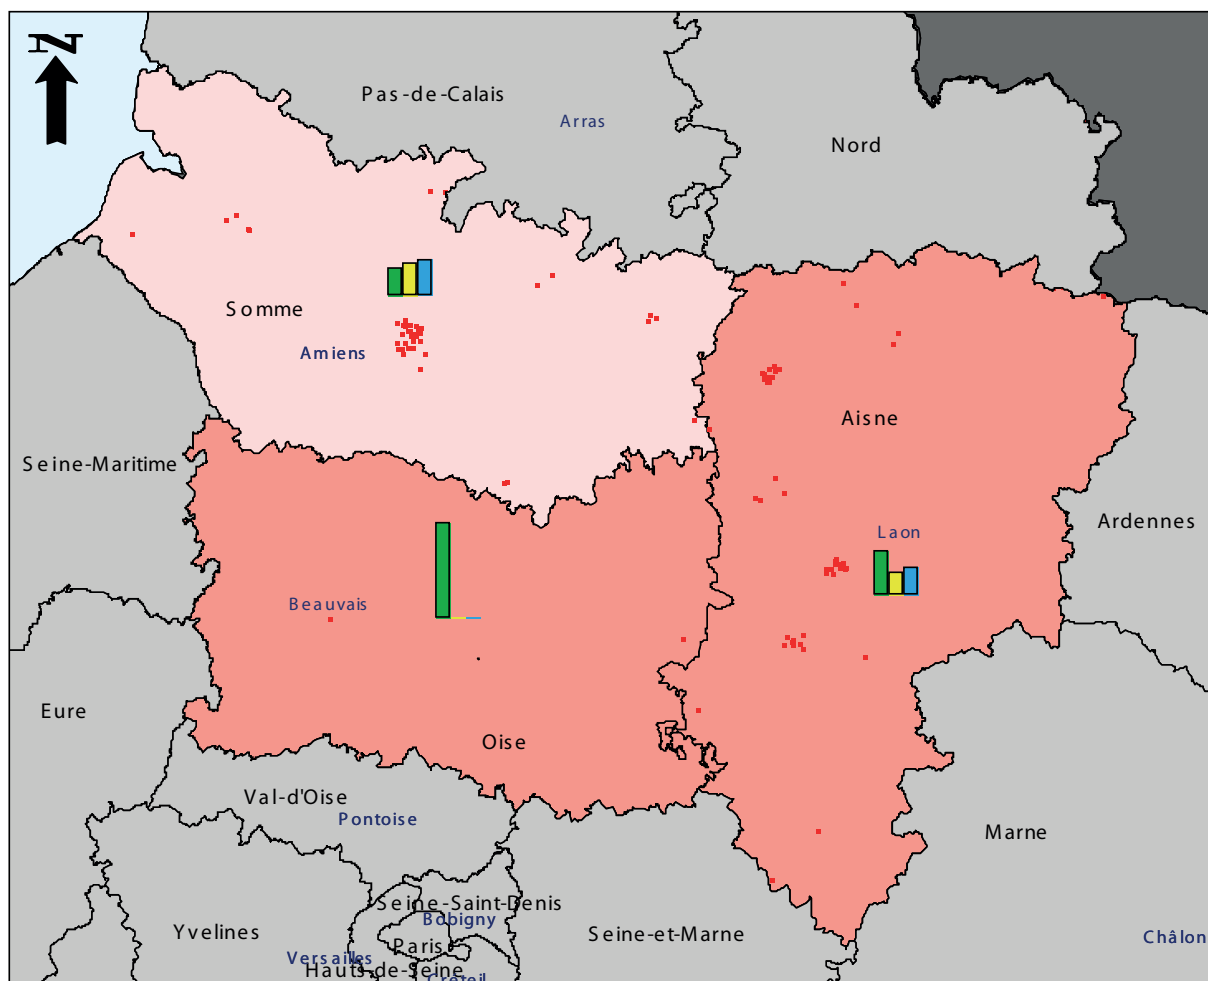 N
Pas-de-Calais
Arras
Nord
Somme
Amiens
Aisne
Seine-Maritime
Ardennes
Laon
Beauvais
Eure
Oise
Val-d'Oise
Pontoise
Marne
Seine-Saint-Denis
Bobigny
Yvelines
Paris
Seine-et-Marne
Châlon
Versailles
Hauts-de-Seine
Créteil